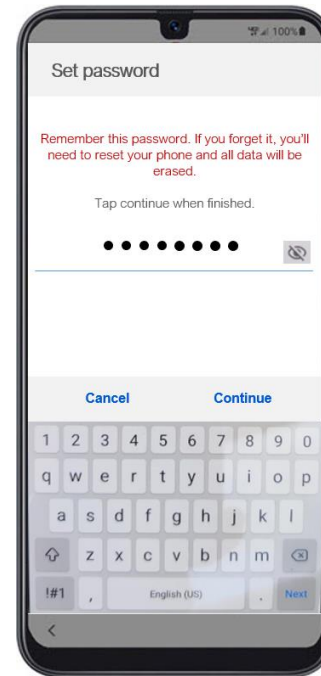 100%
Set password
Remember this password. If you forget it, you'll
need to reset your phone and all data will be
erased.
Tap continue when finished.
Cancel Continue
1 2 3 4 5 6 7 8 9 0
q w e r t y u i o p
a s d f g h j k l
z x c v b n m
!#1 , English (US) . Next